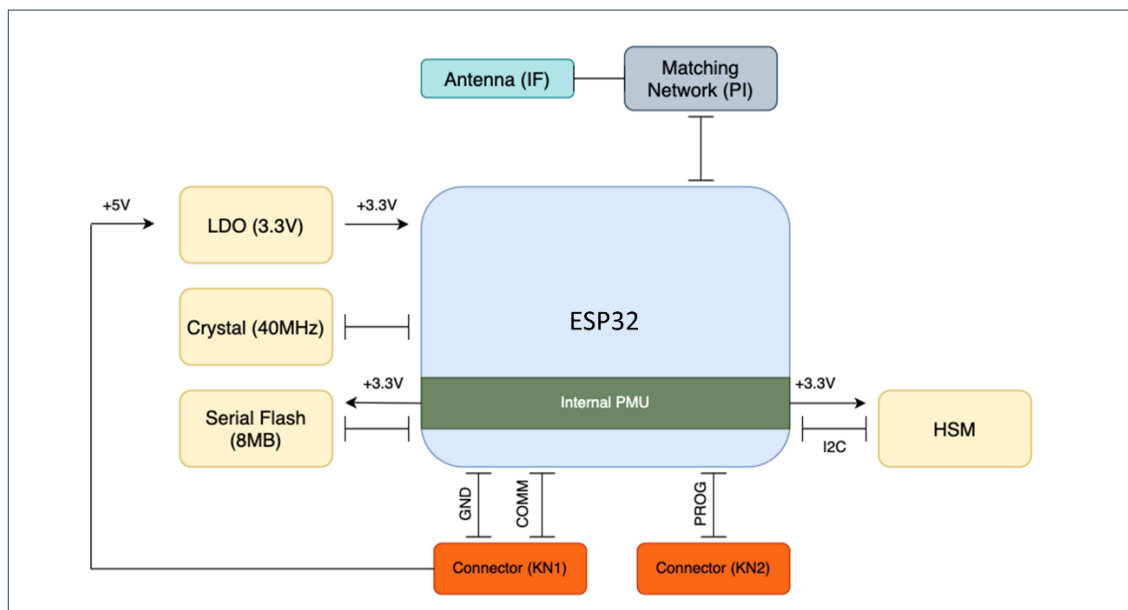 Antenna (IF)
Matching
Network (PI)
+5V
LDO (3.3V)
+3.3V
Crystal (40MHz)
ESP32
+3.3V
Serial Flash
(8MB)
Internal PMU
+3.3V
I2C
HSM
GND
COMM
PROG
Connector (KN1)
Connector (KN2)